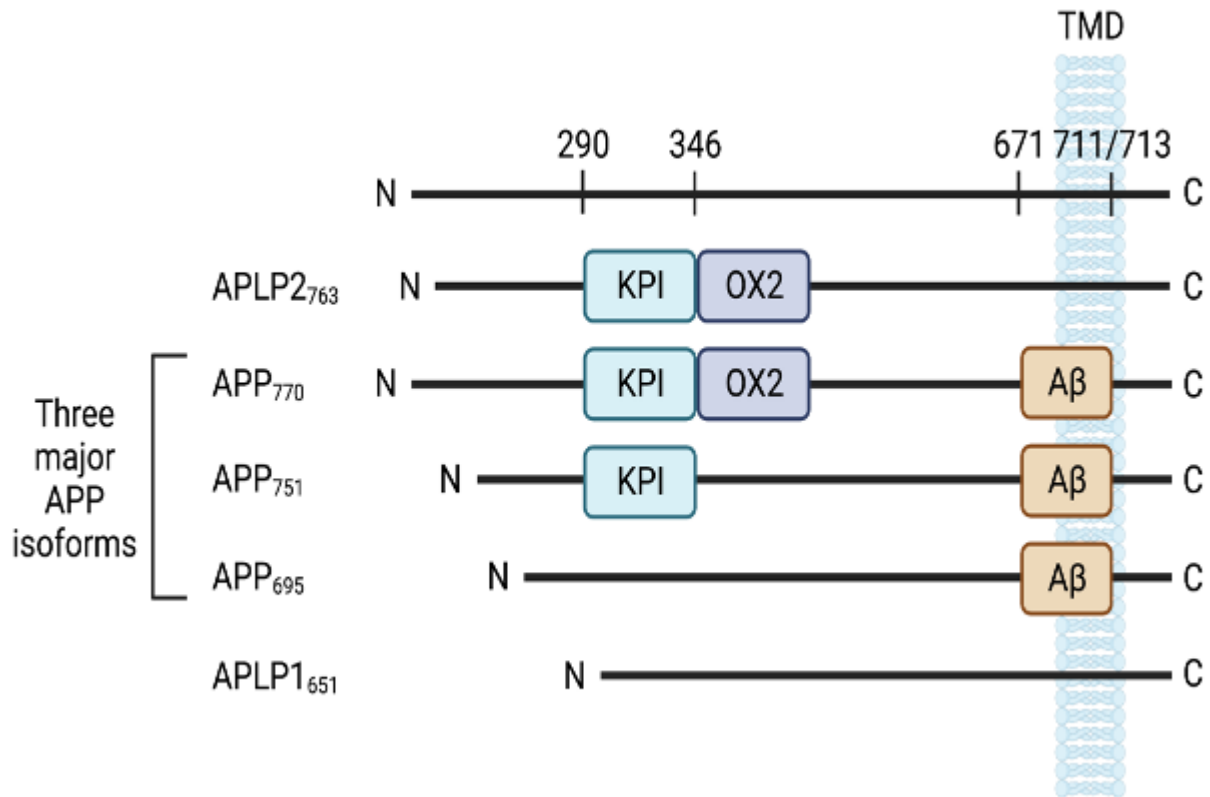 TMD
290 346 671 711/713
N C
APLP2₇₆₃ N KPI OX2 C
APP₇₇₀ N KPI OX2 Aβ C
Three
major
APP
isoforms
APP₇₅₁ N KPI Aβ C
APP₆₉₅ N Aβ C
APLP1₆₅₁ N C